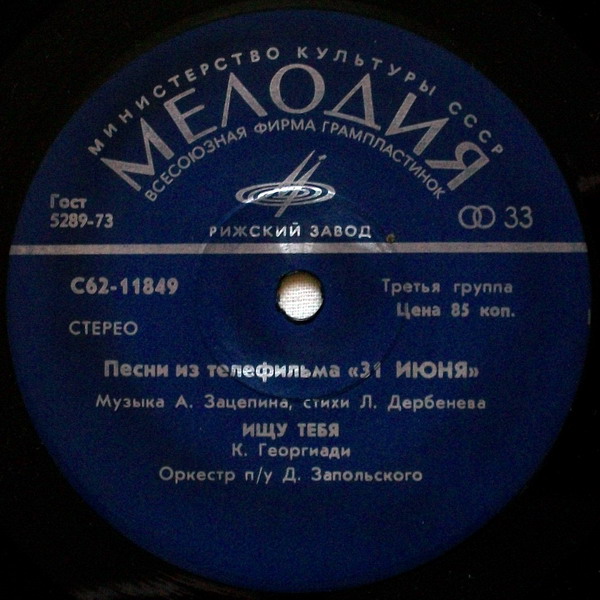 МИНИСТЕРСТВО КУЛЬТУРЫ СССР
МЕЛОДИЯ
ВСЕСОЮЗНАЯ ФИРМА ГРАМПЛАСТИНОК
Гост
5289-73
33
РИЖСКИЙ ЗАВОД
С62-11849
Третья группа
Цена 85 коп.
СТЕРЕО
Песни из телефильма «31 ИЮНЯ»
Музыка А. Зацепина, стихи Л. Дербенева
ИЩУ ТЕБЯ
К. Георгиади
Оркестр п/у Д. Запольского